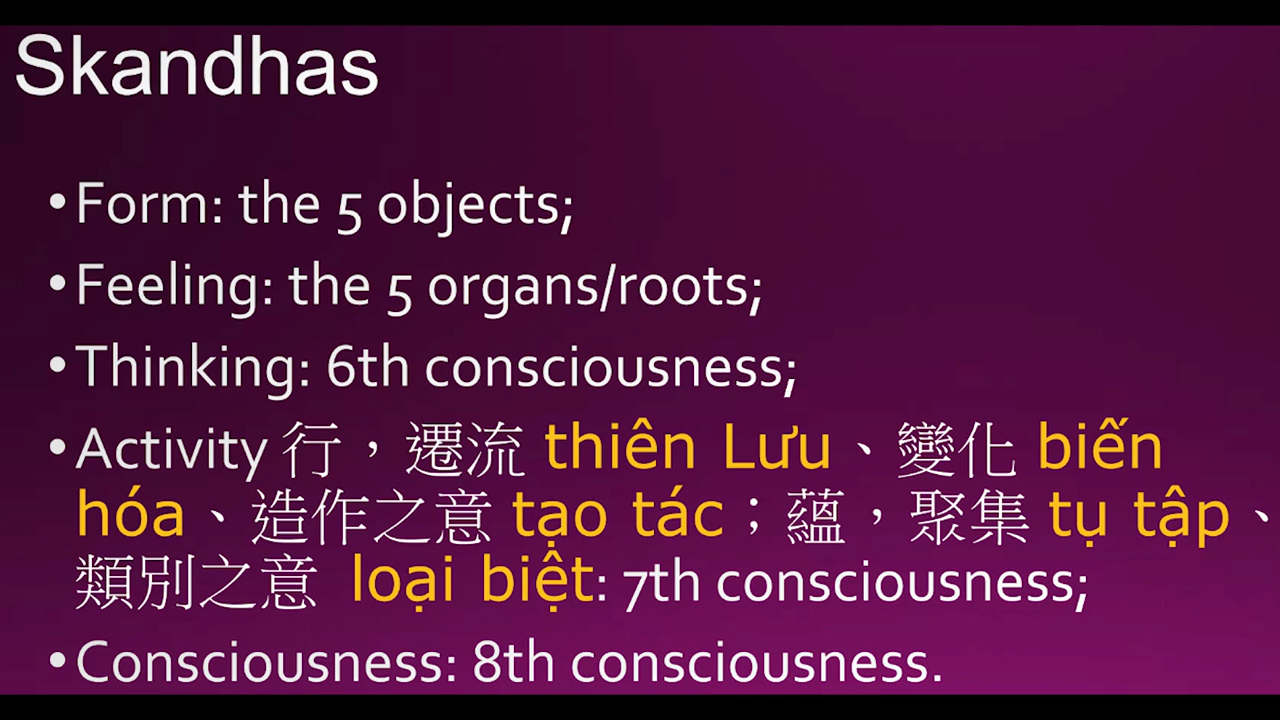 Skandhas
•Form: the 5 objects;
•Feeling: the 5 organs/roots;
•Thinking: 6th consciousness;
•Activity 行，遷流 thiên Lưu、變化 biến
hóa、造作之意 tạo tác；蘊，聚集 tụ tập、
類別之意 loại biệt: 7th consciousness;
•Consciousness: 8th consciousness.